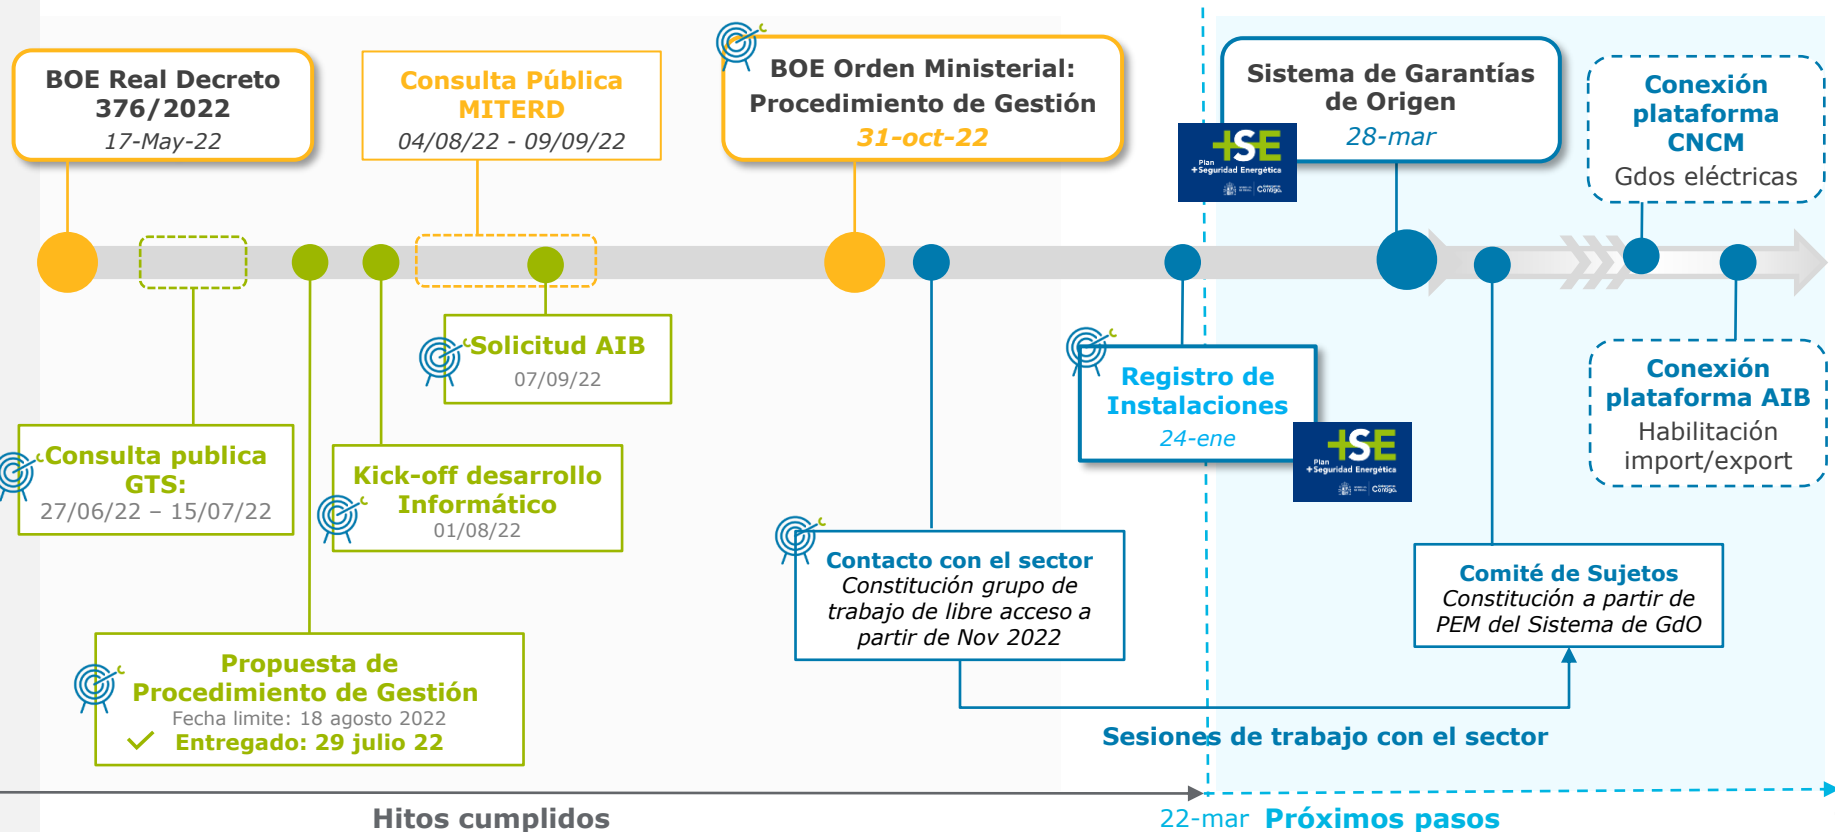 BOE Real Decreto
376/2022
17-May-22
Consulta Pública
MITERD
04/08/22 - 09/09/22
BOE Orden Ministerial:
Procedimiento de Gestión
31-oct-22
Sistema de Garantías
de Origen
28-mar
Plan
+SE
+Seguridad Energética
Contigo.
Conexión
plataforma
CNCM
Gdos eléctricas
Solicitud AIB
07/09/22
Consulta publica
GTS:
27/06/22 – 15/07/22
Kick-off desarrollo
Informático
01/08/22
Propuesta de
Procedimiento de Gestión
Fecha limite: 18 agosto 2022
Entregado: 29 julio 22
Registro de
Instalaciones
24-ene
Plan
+SE
+Seguridad Energética
Contigo.
Conexión
plataforma AIB
Habilitación
import/export
Contacto con el sector
Constitución grupo de
trabajo de libre acceso a
partir de Nov 2022
Comité de Sujetos
Constitución a partir de
PEM del Sistema de GdO
Sesiones de trabajo con el sector
Hitos cumplidos
22-mar Próximos pasos